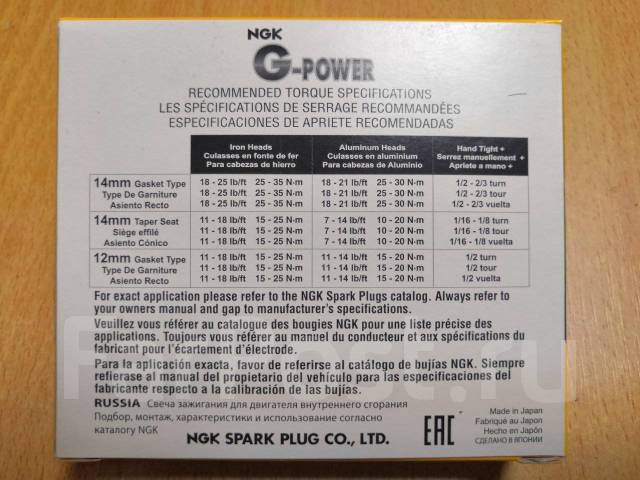 NGK
G-POWER
RECOMMENDED TORQUE SPECIFICATIONS
LES SPÉCIFICATIONS DE SERRAGE RECOMMANDÉES
ESPECIFICACIONES DE APRIETE RECOMENDADAS
Iron Heads Aluminum Heads Hand Tight +
Culasses en fonte de fer Culasses en aluminium Serrez manuellement +
Para cabezas de hierro Para cabezas de Aluminio Apriete a mano +
14mm Gasket Type 18 - 25 lb/ft 25 - 35 N-m 18 - 21 lb/ft 25 - 30 N-m 1/2 - 2/3 turn
Type De Garniture 18 - 25 lb/ft 25 - 35 N-m 18 - 21 lb/ft 25 - 30 N-m 1/2 - 2/3 tour
Asiento Recto 18 - 25 lb/ft 25 - 35 N-m 18 - 21 lb/ft 25 - 30 N-m 1/2 - 2/3 vuelta
14mm Taper Seat 11 - 18 lb/ft 15 - 25 N-m 7 - 14 lb/ft 10 - 20 N-m 1/16 - 1/8 turn
Siège effilé 11 - 18 lb/ft 15 - 25 N-m 7 - 14 lb/ft 10 - 20 N-m 1/16 - 1/8 tour
Asiento Cónico 11 - 18 lb/ft 15 - 25 N-m 7 - 14 lb/ft 10 - 20 N-m 1/16 - 1/8 vuelta
12mm Gasket Type 11 - 18 lb/ft 15 - 25 N-m 11 - 14 lb/ft 15 - 20 N-m 1/2 turn
Type De Garniture 11 - 18 lb/ft 15 - 25 N-m 11 - 14 lb/ft 15 - 20 N-m 1/2 tour
Asiento Recto 11 - 18 lb/ft 15 - 25 N-m 11 - 14 lb/ft 15 - 20 N-m 1/2 vuelta
For exact application please refer to the NGK Spark Plugs catalog. Always refer to
your owners manual and gap to manufacturer's specifications.
Veuillez vous référer au catalogue des bougies NGK pour une liste précise des
applications. Toujours vous référer au manuel du conducteur et aux spécifications du
fabricant pour l'écartement d'électrode.
Para la aplicación exacta, favor de referirse al catálogo de bujías NGK. Siempre
refierase al manual del propietario del vehículo para las especificaciones del
fabricante respecto a la calibración de las bujías.
RUSSIA Свеча зажигания для двигателя внутреннего сгорания
Подбор, монтаж, характеристики и использование согласно
каталогу NGK
NGK SPARK PLUG CO., LTD.
EAC
Made in Japan
Fabriqué au Japon
Hecho en Japón
СДЕЛАНО В ЯПОНИИ